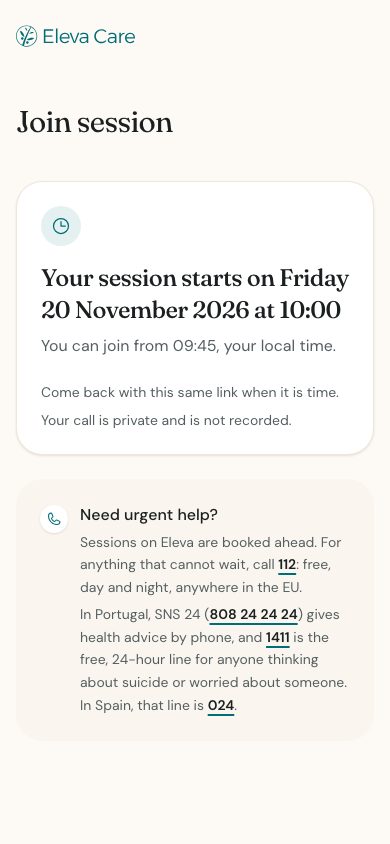 Eleva Care
Join session
Your session starts on Friday
20 November 2026 at 10:00
You can join from 09:45, your local time.
Come back with this same link when it is time.
Your call is private and is not recorded.
Need urgent help?
Sessions on Eleva are booked ahead. For
anything that cannot wait, call 112: free,
day and night, anywhere in the EU.
In Portugal, SNS 24 (808 24 24 24) gives
health advice by phone, and 1411 is the
free, 24-hour line for anyone thinking
about suicide or worried about someone.
In Spain, that line is 024.